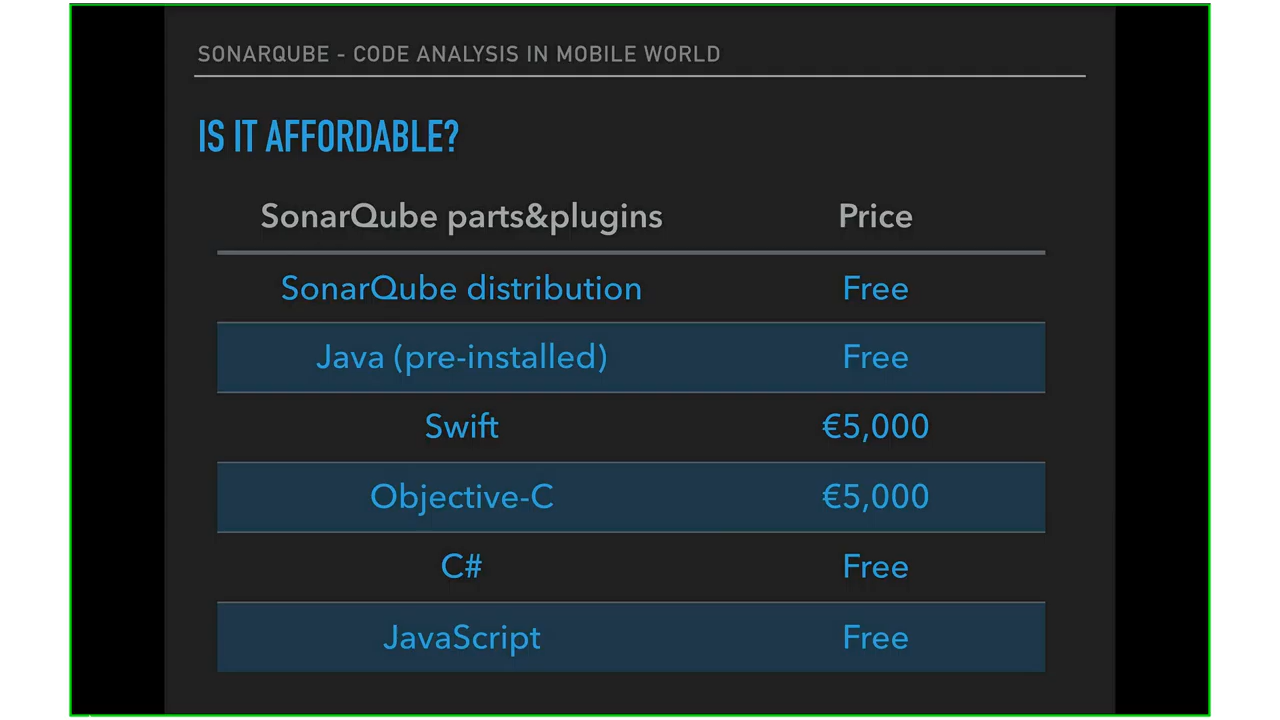 SONARQUBE - CODE ANALYSIS IN MOBILE WORLD
IS IT AFFORDABLE?
SonarQube parts&plugins Price
SonarQube distribution Free
Java (pre-installed) Free
Swift €5,000
Objective-C €5,000
C# Free
JavaScript Free